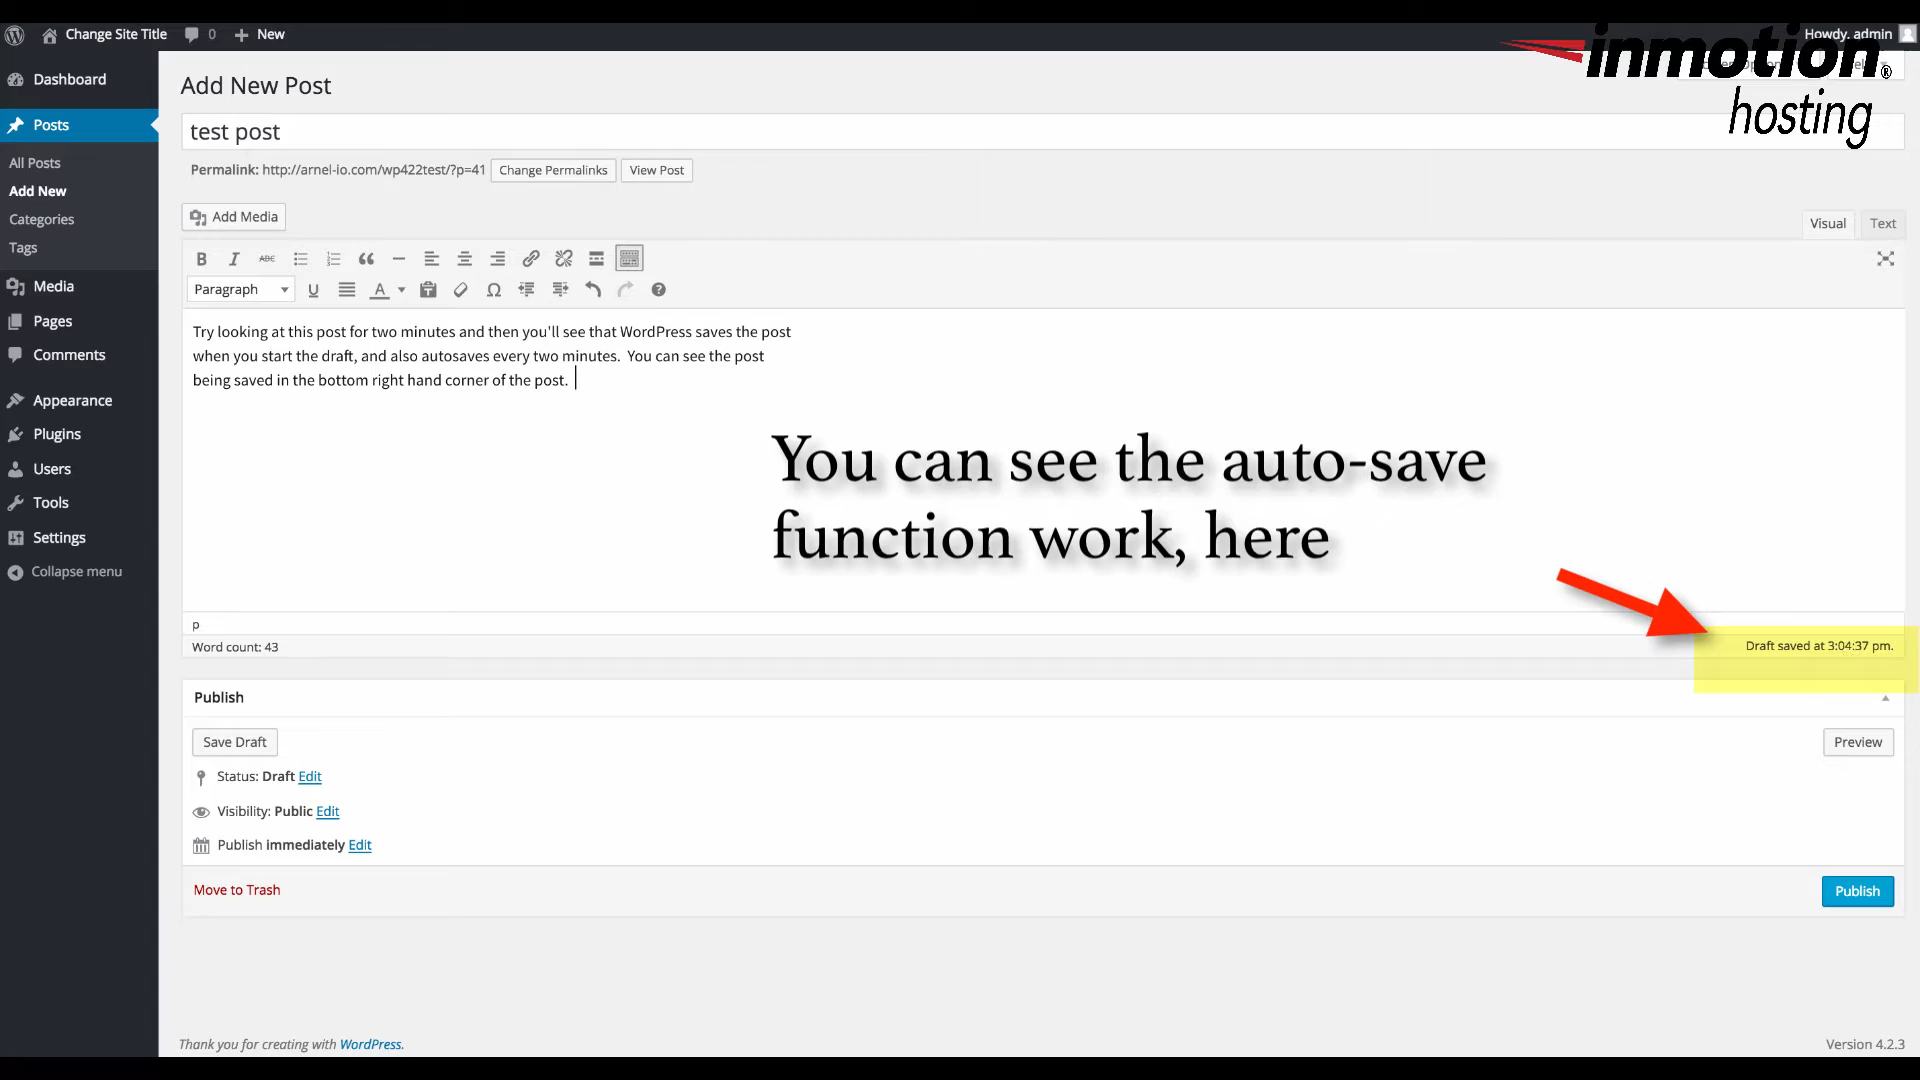 Change Site Title
0
New
Howdy, admin
inmotion®
hosting
Dashboard
Posts
All Posts
Add New
Categories
Tags
Media
Pages
Comments
Appearance
Plugins
Users
Tools
Settings
Collapse menu
Add New Post
test post
Permalink: http://arnel-io.com/wp422test/?p=41 Change Permalinks View Post
Add Media
Visual Text
B I ABC
Paragraph U A Ω ?
Try looking at this post for two minutes and then you'll see that WordPress saves the post
when you start the draft, and also autosaves every two minutes. You can see the post
being saved in the bottom right hand corner of the post.
You can see the auto-save
function work, here
p
Word count: 43
Draft saved at 3:04:37 pm.
Publish
Save Draft
Preview
Status: Draft Edit
Visibility: Public Edit
Publish immediately Edit
Move to Trash
Publish
Thank you for creating with WordPress.
Version 4.2.3